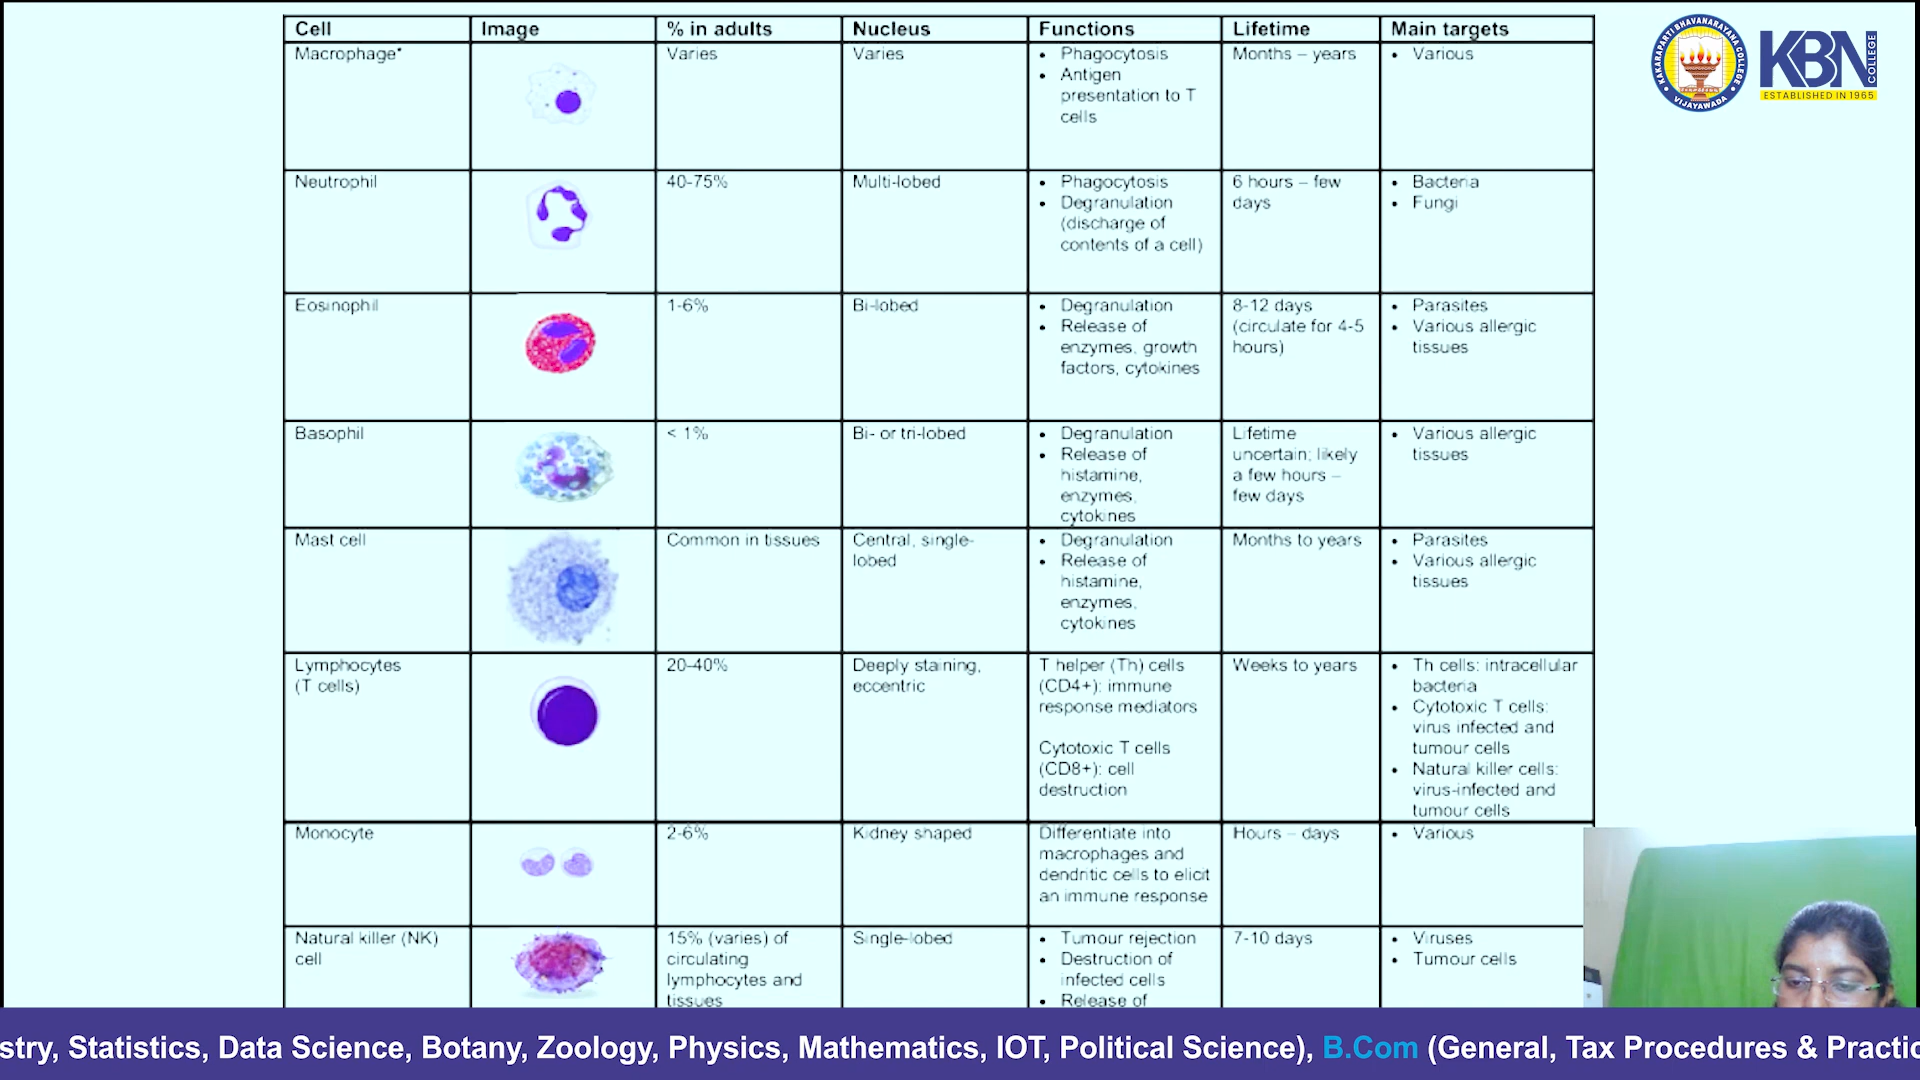 Cell Image % in adults Nucleus Functions Lifetime Main targets
Macrophage*
Varies
Varies
• Phagocytosis
• Antigen
presentation to T
cells
Months – years
• Various
Neutrophil
40-75%
Multi-lobed
• Phagocytosis
• Degranulation
(discharge of
contents of a cell)
6 hours – few
days
• Bacteria
• Fungi
Eosinophil
1-6%
Bi-lobed
• Degranulation
• Release of
enzymes, growth
factors, cytokines
8-12 days
(circulate for 4-5
hours)
• Parasites
• Various allergic
tissues
Basophil
< 1%
Bi- or tri-lobed
• Degranulation
• Release of
histamine,
enzymes,
cytokines
Lifetime
uncertain; likely
a few hours –
few days
• Various allergic
tissues
Mast cell
Common in tissues
Central, single-
lobed
• Degranulation
• Release of
histamine,
enzymes,
cytokines
Months to years
• Parasites
• Various allergic
tissues
Lymphocytes
(T cells)
20-40%
Deeply staining,
eccentric
T helper (Th) cells
(CD4+): immune
response mediators
Cytotoxic T cells
(CD8+): cell
destruction
Weeks to years
• Th cells: intracellular
bacteria
• Cytotoxic T cells:
virus infected and
tumour cells
• Natural killer cells:
virus-infected and
tumour cells
Monocyte
2-6%
Kidney shaped
Differentiate into
macrophages and
dendritic cells to elicit
an immune response
Hours – days
• Various
Natural killer (NK)
cell
15% (varies) of
circulating
lymphocytes and
tissues
Single-lobed
• Tumour rejection
• Destruction of
infected cells
• Release of
7-10 days
• Viruses
• Tumour cells
KAKARAPARTI BHAVANARAYANA COLLEGE
VIJAYAWADA
KBN
COLLEGE
ESTABLISHED IN 1965
stry, Statistics, Data Science, Botany, Zoology, Physics, Mathematics, IOT, Political Science), B.Com (General, Tax Procedures & Practic